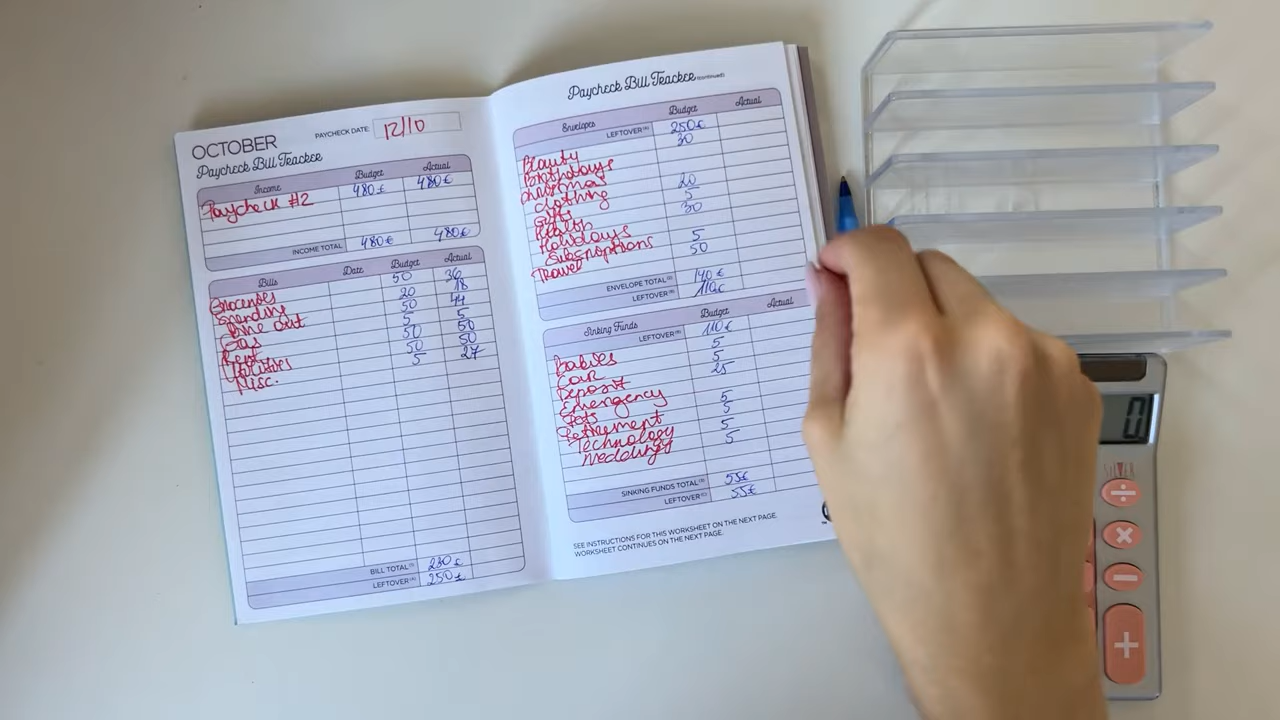 OCTOBER
PAYCHECK DATE: 12/10
Paycheck Bill Tracker
Income Budget Actual
Paycheck #2 480€ 480€
INCOME TOTAL 480€ 480€
Bills Date Budget Actual
Groceries 50 36
Spending 20 18
Dine out 50 44
Gas 5 5
Rent 50 50
Utilities 50 50
Misc. 5 27
BILL TOTAL 230€
LEFTOVER 250€
Paycheck Bill Tracker (continued)
Envelopes Budget Actual
LEFTOVER 250€
Beauty 30
Birthdays
Christmas
Clothing 20
Gifts 5
Health 30
Holidays
Subscriptions 5
Travel 50
ENVELOPE TOTAL 140€
LEFTOVER 110€
Sinking Funds Budget Actual
LEFTOVER 110€
Babies 5
Car 5
Deposit 25
Emergency
Pets 5
Retirement 5
Technology 5
Weddings 5
SINKING FUNDS TOTAL 55€
LEFTOVER 55€
SEE INSTRUCTIONS FOR THIS WORKSHEET ON THE NEXT PAGE.
WORKSHEET CONTINUES ON THE NEXT PAGE.
÷
×
−
+